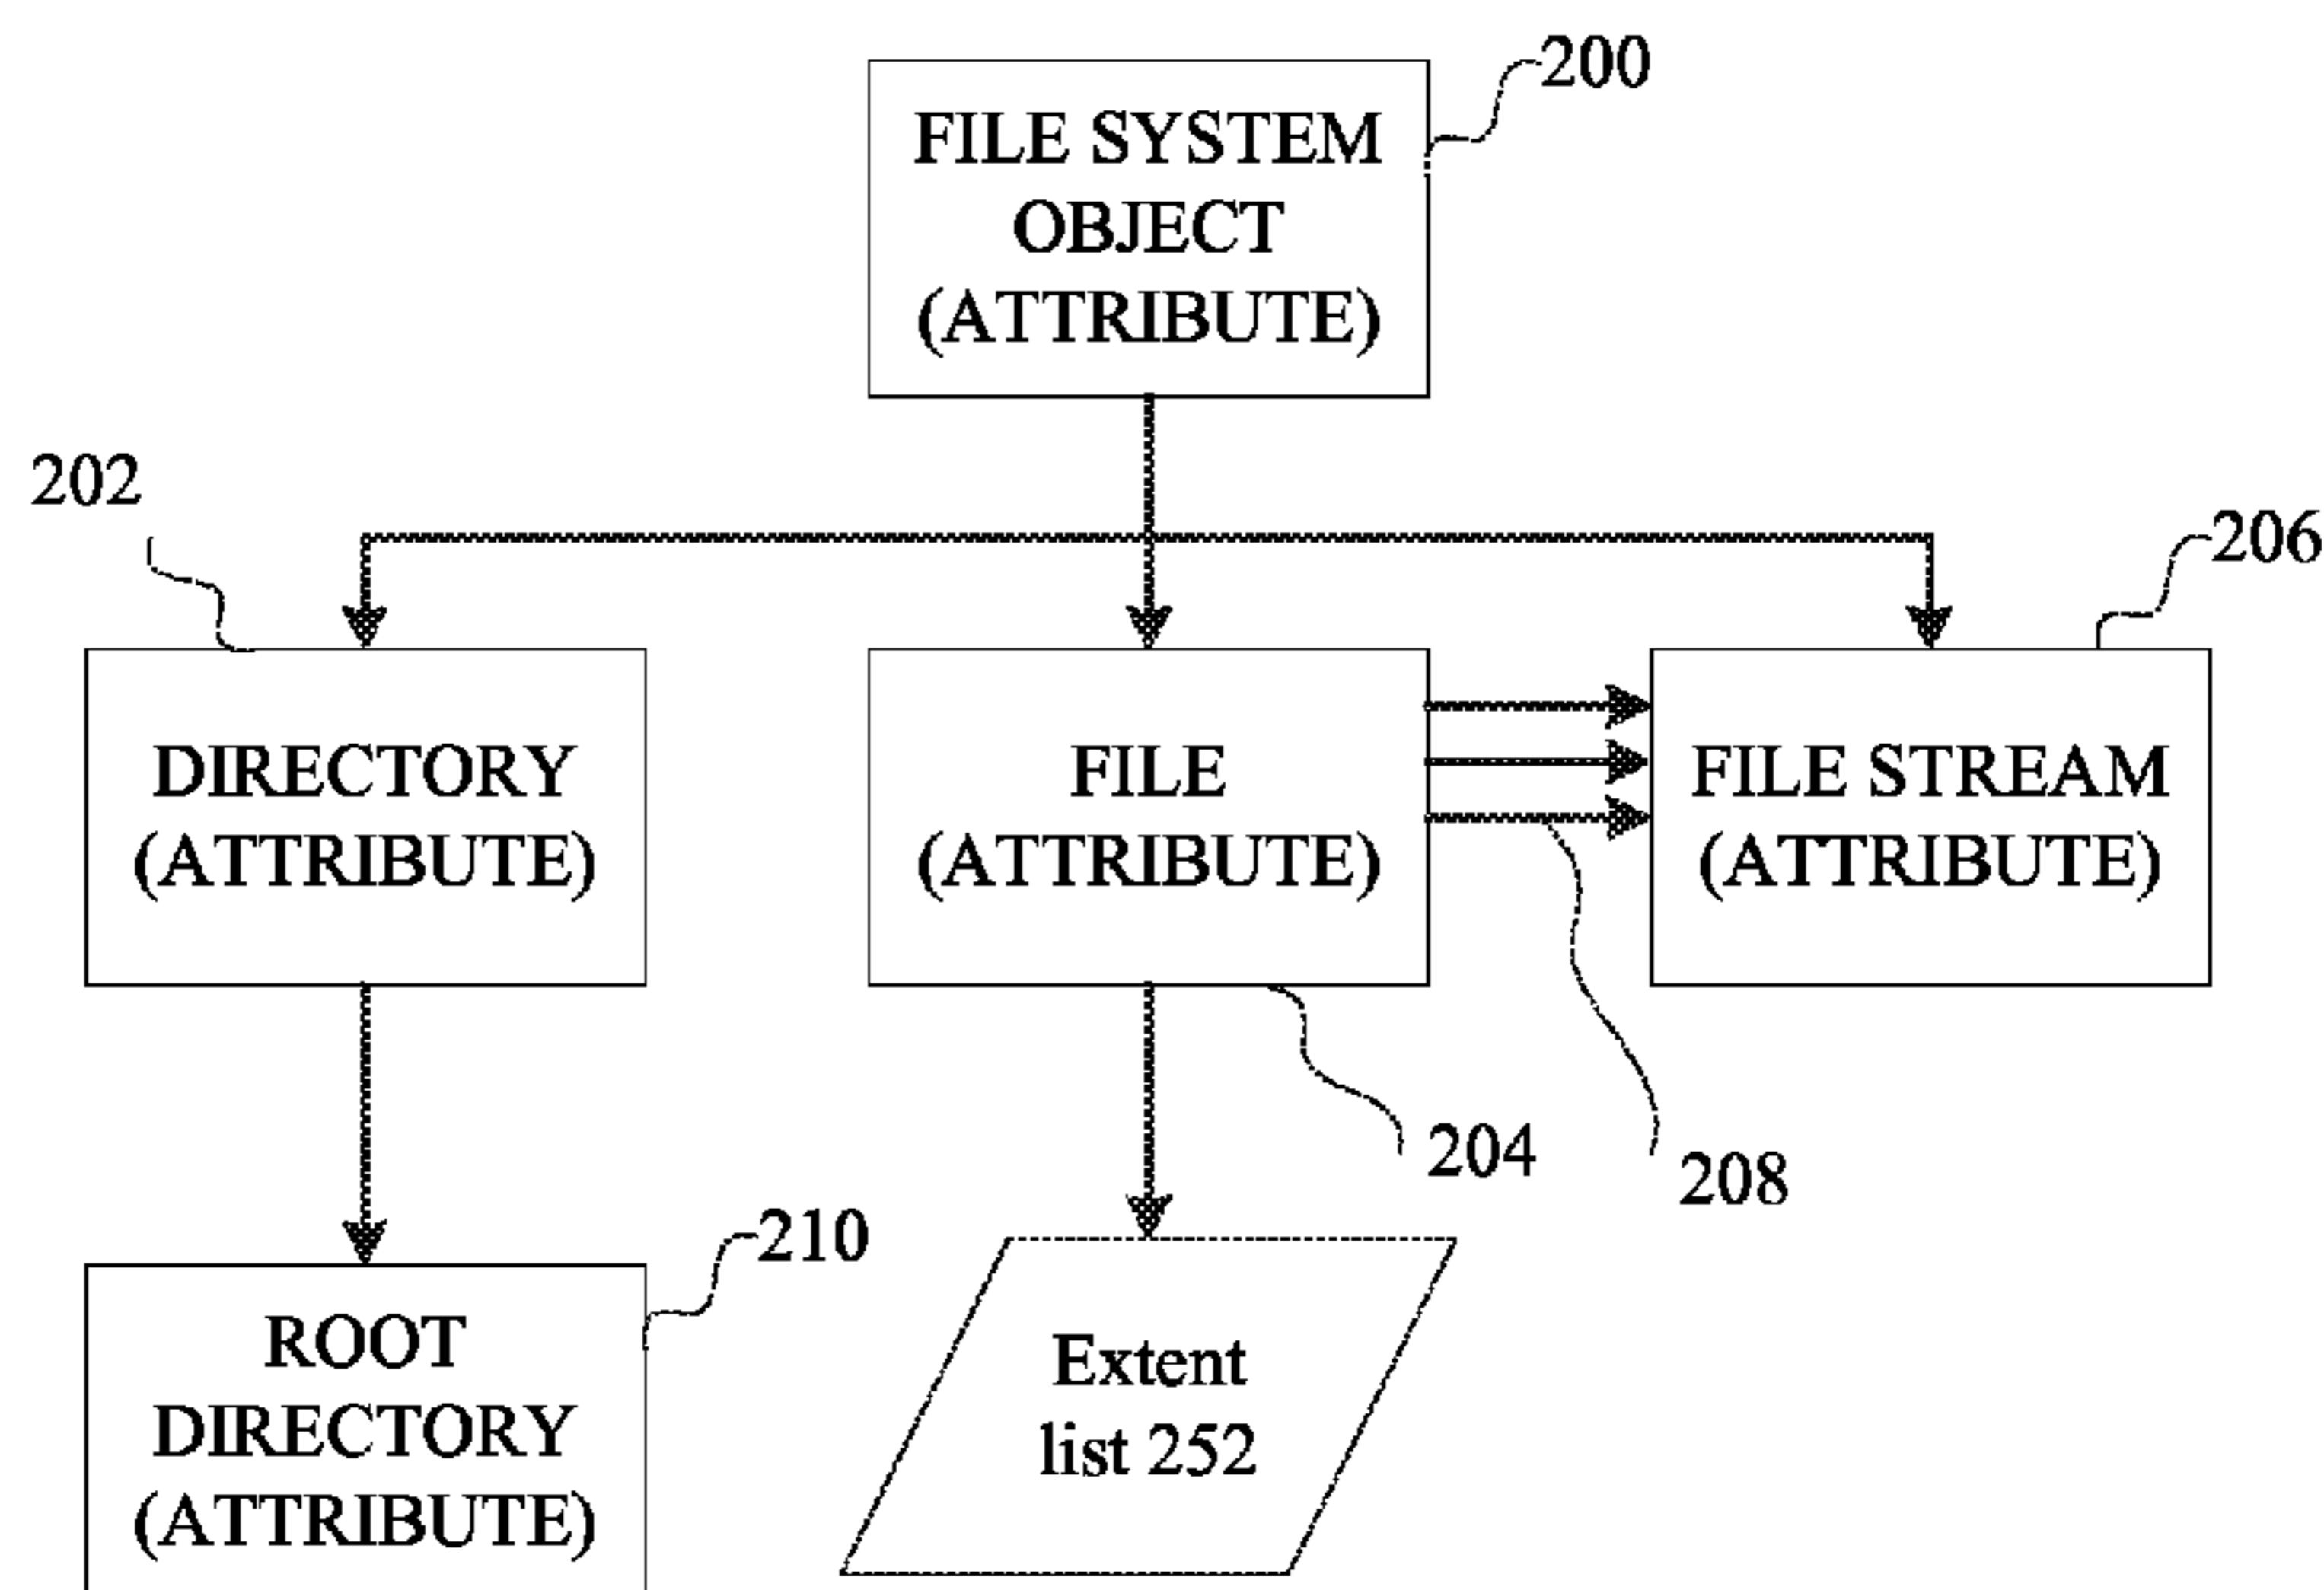 200
FILE SYSTEM
OBJECT
(ATTRIBUTE)
202
206
DIRECTORY
(ATTRIBUTE)
FILE
(ATTRIBUTE)
FILE STREAM
(ATTRIBUTE)
204
208
210
ROOT
DIRECTORY
(ATTRIBUTE)
Extent
list 252